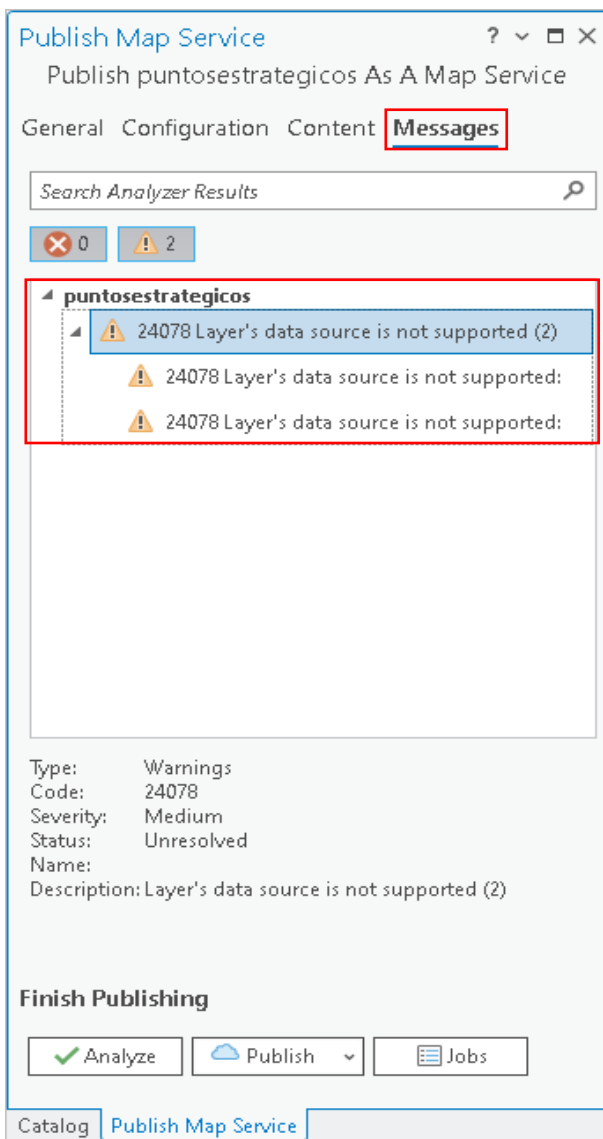 Publish Map Service ?
Publish puntosestrategicos As A Map Service
General Configuration Content Messages
Search Analyzer Results
0 2
puntosestrategicos
24078 Layer's data source is not supported (2)
24078 Layer's data source is not supported:
24078 Layer's data source is not supported:
Type: Warnings
Code: 24078
Severity: Medium
Status: Unresolved
Name:
Description: Layer's data source is not supported (2)
Finish Publishing
Analyze Publish Jobs
Catalog Publish Map Service